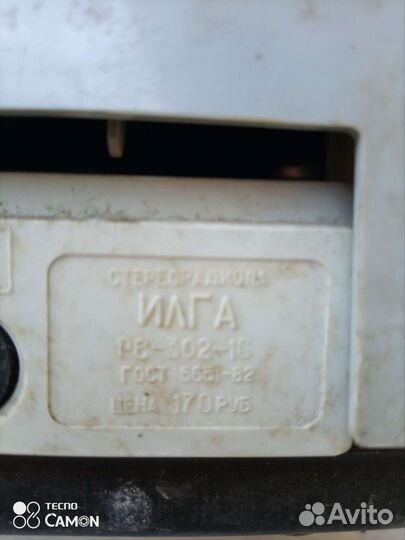 СТЕРЕОРАДИОЛА
ИЛГА
РЭ-302-1С
ГОСТ 5651-82
ЦЕНА 170 РУБ
TECNO
CAMON
Avito